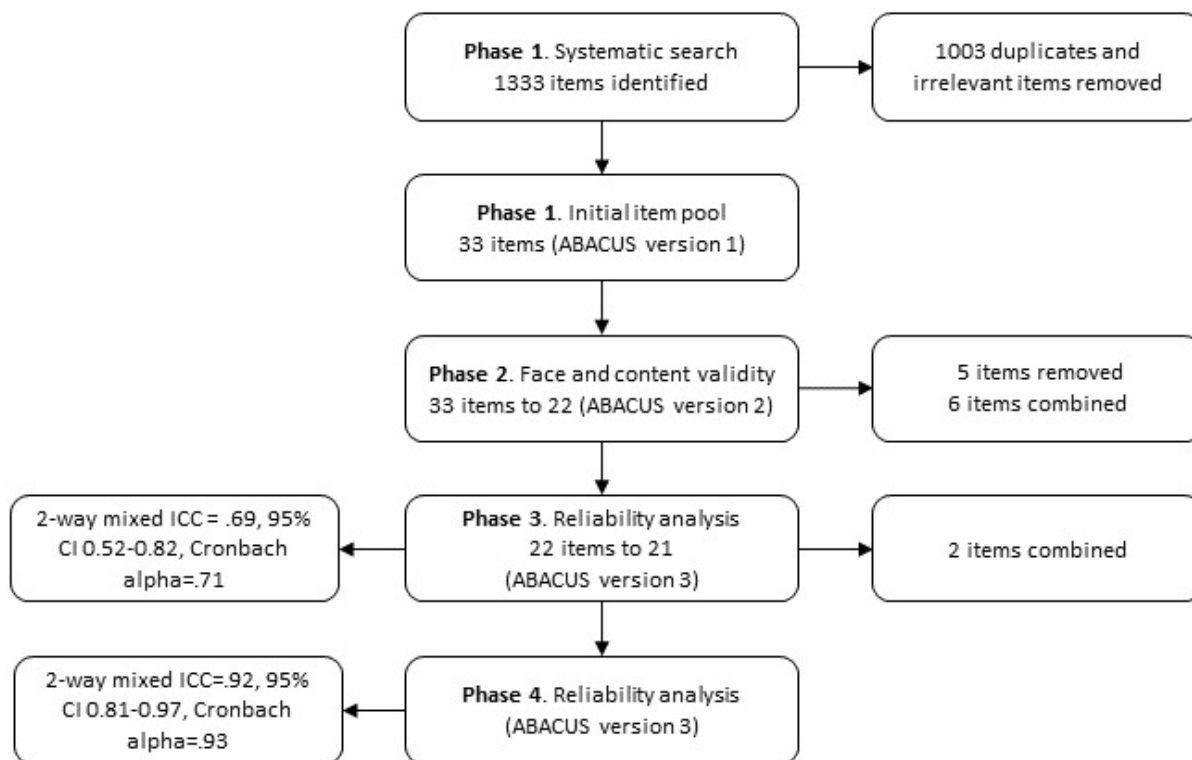 Phase 1. Systematic search
1333 items identified
1003 duplicates and
irrelevant items removed
Phase 1. Initial item pool
33 items (ABACUS version 1)
Phase 2. Face and content validity
33 items to 22 (ABACUS version 2)
5 items removed
6 items combined
2-way mixed ICC = .69, 95%
CI 0.52-0.82, Cronbach
alpha=.71
Phase 3. Reliability analysis
22 items to 21
(ABACUS version 3)
2 items combined
2-way mixed ICC=.92, 95%
CI 0.81-0.97, Cronbach
alpha=.93
Phase 4. Reliability analysis
(ABACUS version 3)